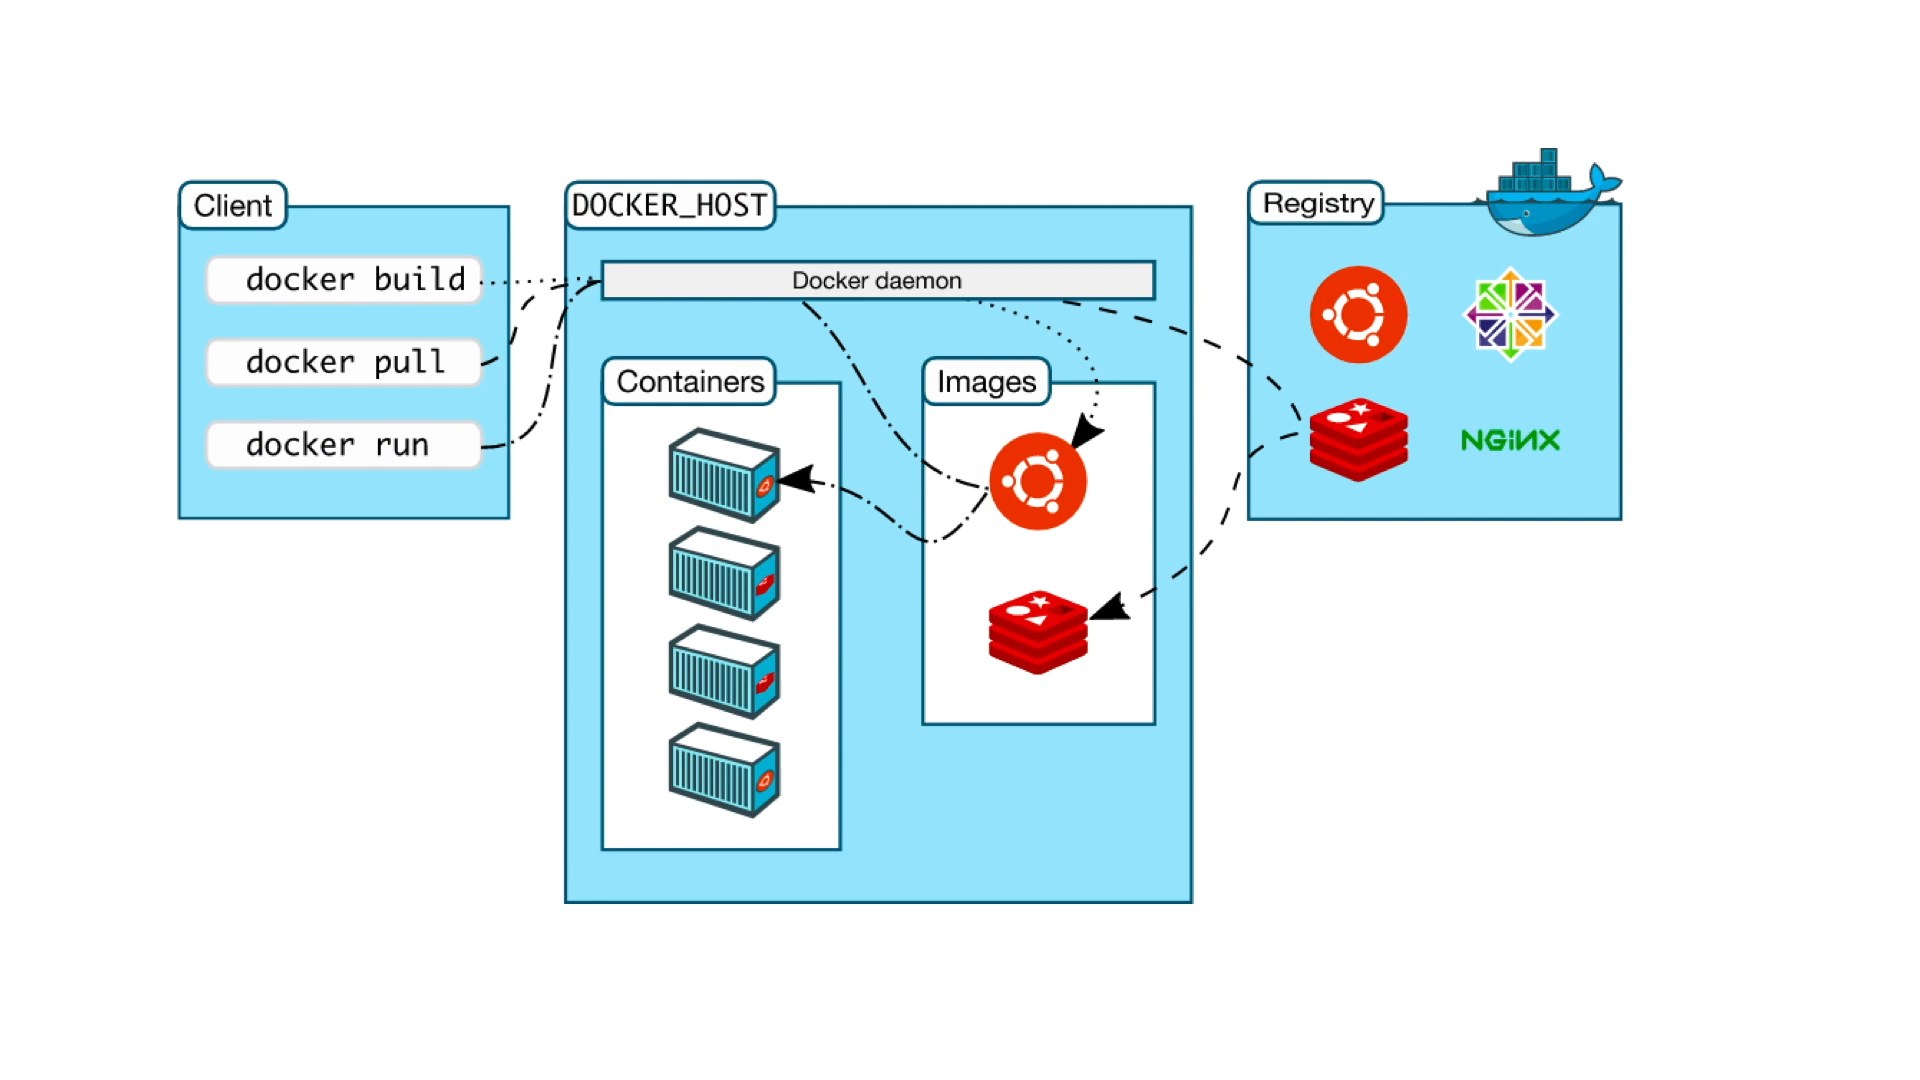 Client
docker build
docker pull
docker run
DOCKER_HOST
Docker daemon
Containers
Images
Registry
NGiNX